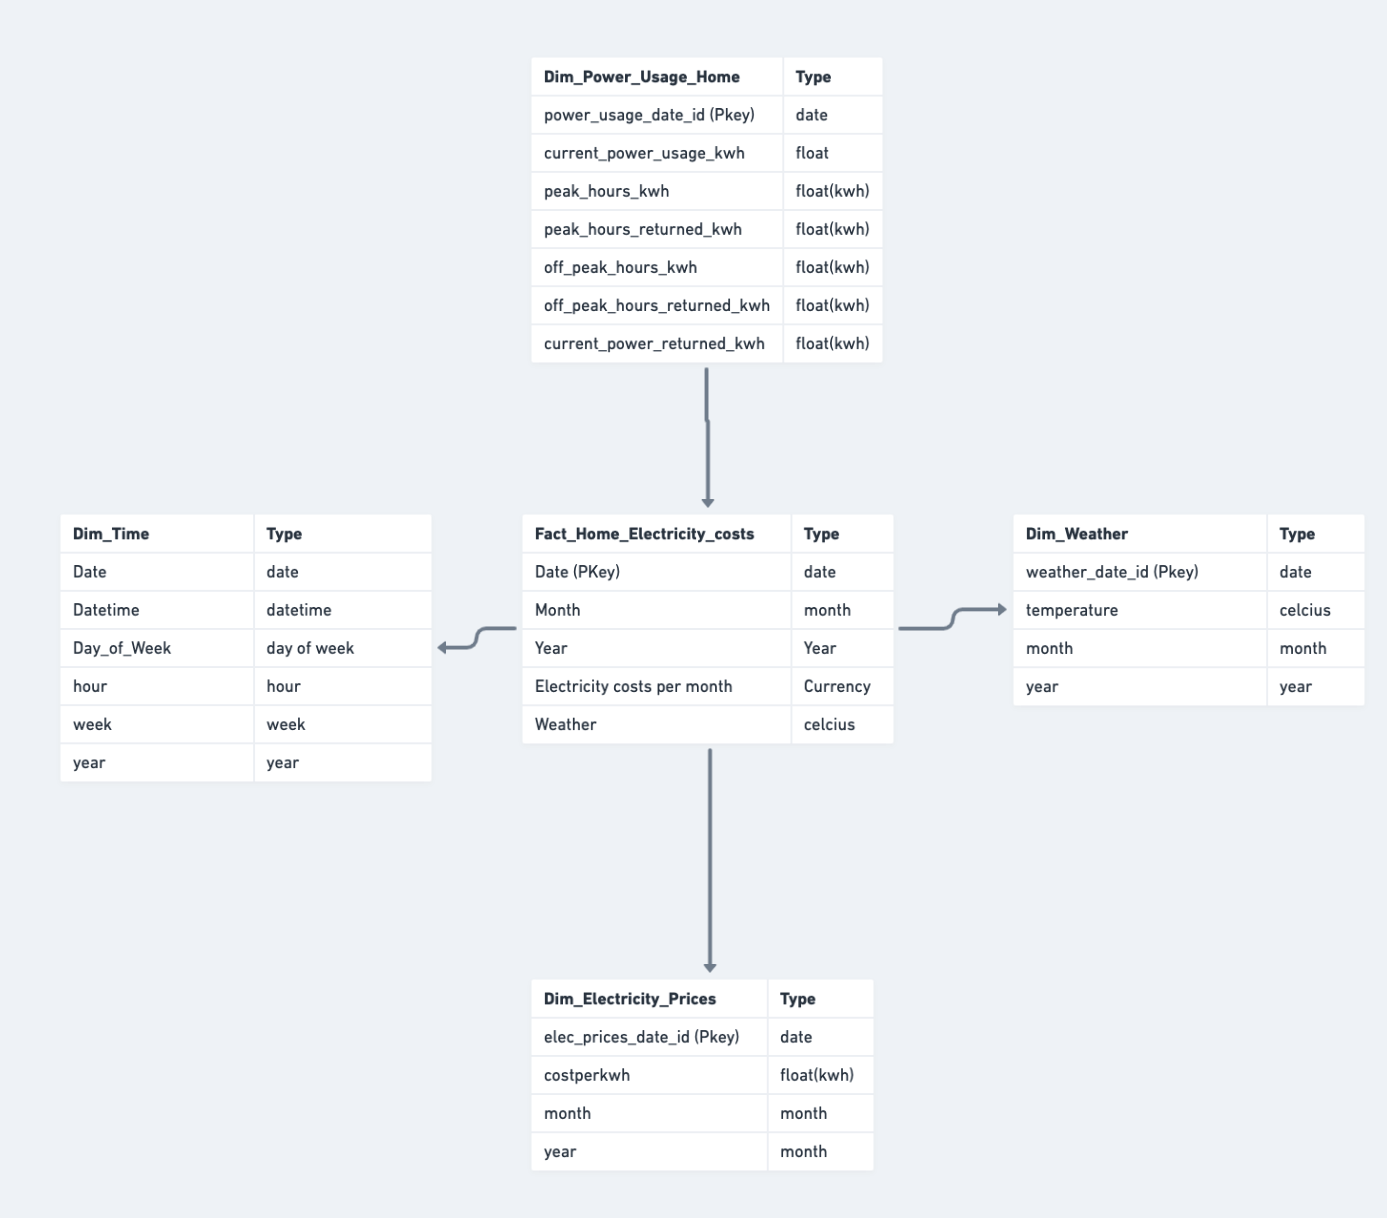 Dim_Power_Usage_Home Type
power_usage_date_id (Pkey) date
current_power_usage_kwh float
peak_hours_kwh float(kwh)
peak_hours_returned_kwh float(kwh)
off_peak_hours_kwh float(kwh)
off_peak_hours_returned_kwh float(kwh)
current_power_returned_kwh float(kwh)
Dim_Time Type
Date date
Datetime datetime
Day_of_Week day of week
hour hour
week week
year year
Fact_Home_Electricity_costs Type
Date (PKey) date
Month month
Year Year
Electricity costs per month Currency
Weather celcius
Dim_Weather Type
weather_date_id (Pkey) date
temperature celcius
month month
year year
Dim_Electricity_Prices Type
elec_prices_date_id (Pkey) date
costperkwh float(kwh)
month month
year month